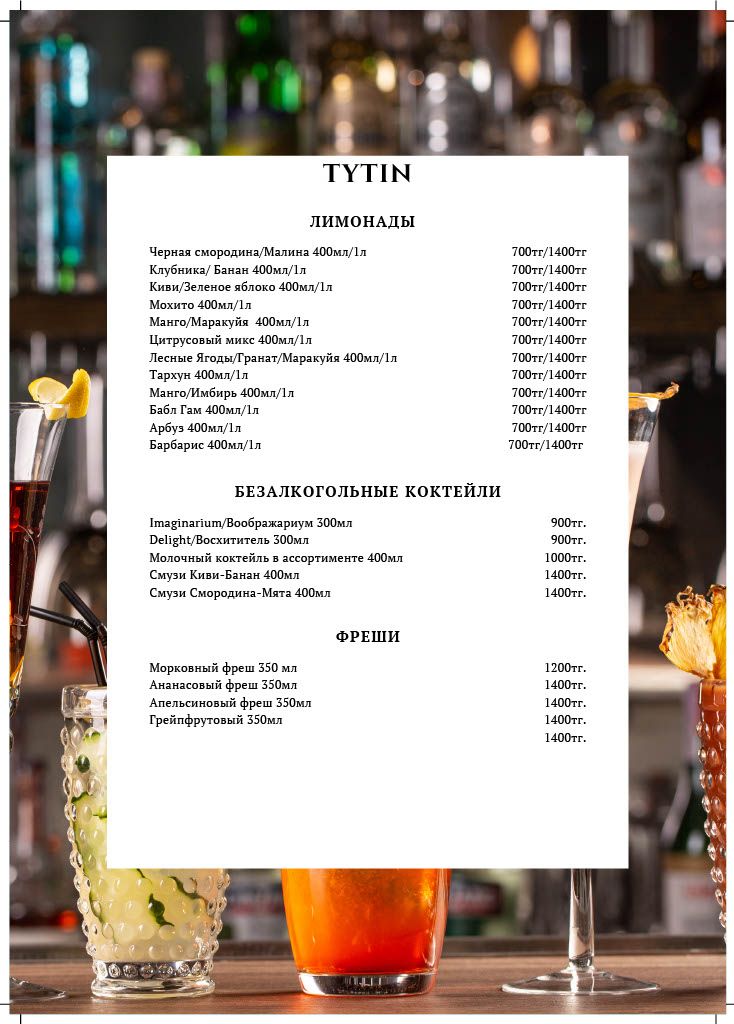 TYTIN
ЛИМОНАДЫ
Черная смородина/Малина 400мл/1л 700тг/1400тг
Клубника/ Банан 400мл/1л 700тг/1400тг
Киви/Зеленое яблоко 400мл/1л 700тг/1400тг
Мохито 400мл/1л 700тг/1400тг
Манго/Маракуйя 400мл/1л 700тг/1400тг
Цитрусовый микс 400мл/1л 700тг/1400тг
Лесные Ягоды/Гранат/Маракуйя 400мл/1л 700тг/1400тг
Тархун 400мл/1л 700тг/1400тг
Манго/Имбирь 400мл/1л 700тг/1400тг
Бабл Гам 400мл/1л 700тг/1400тг
Арбуз 400мл/1л 700тг/1400тг
Барбарис 400мл/1л 700тг/1400тг
БЕЗАЛКОГОЛЬНЫЕ КОКТЕЙЛИ
Imaginarium/Воображариум 300мл 900тг.
Delight/Восхититель 300мл 900тг.
Молочный коктейль в ассортименте 400мл 1000тг.
Смузи Киви-Банан 400мл 1400тг.
Смузи Смородина-Мята 400мл 1400тг.
ФРЕШИ
Морковный фреш 350 мл 1200тг.
Ананасовый фреш 350мл 1400тг.
Апельсиновый фреш 350мл 1400тг.
Грейпфрутовый 350мл 1400тг.
1400тг.